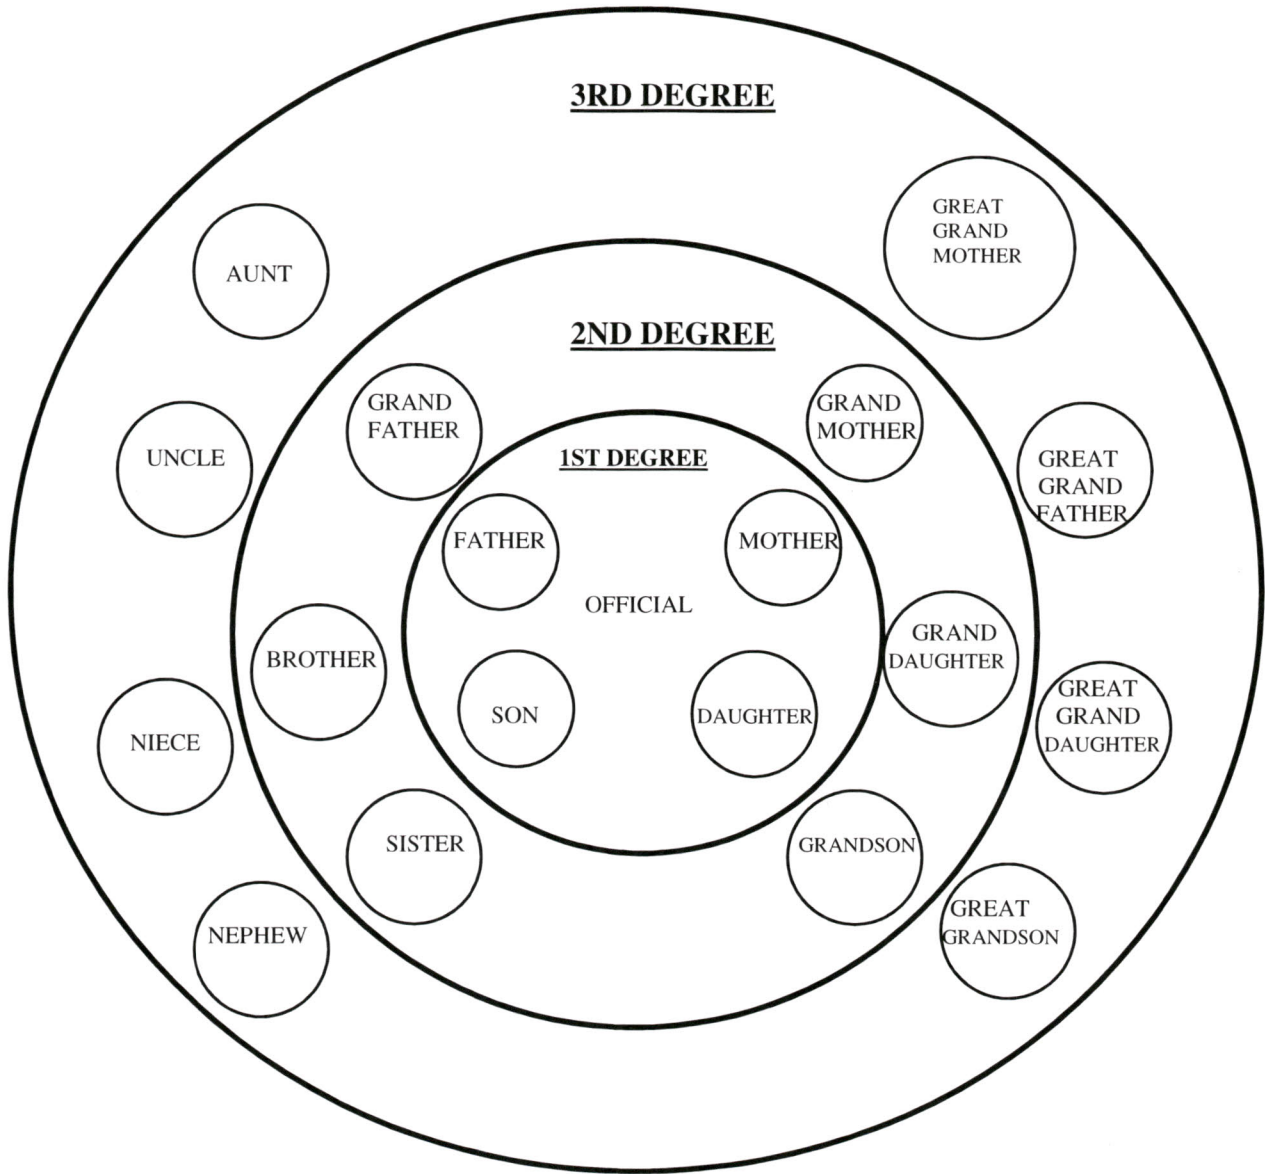 3RD DEGREE
GREAT
GRAND
MOTHER
AUNT
2ND DEGREE
GRAND
FATHER
GRAND
MOTHER
UNCLE
1ST DEGREE
GREAT
GRAND
FATHER
FATHER
MOTHER
OFFICIAL
BROTHER
GRAND
DAUGHTER
SON
DAUGHTER
GREAT
GRAND
DAUGHTER
NIECE
SISTER
GRANDSON
NEPHEW
GREAT
GRANDSON